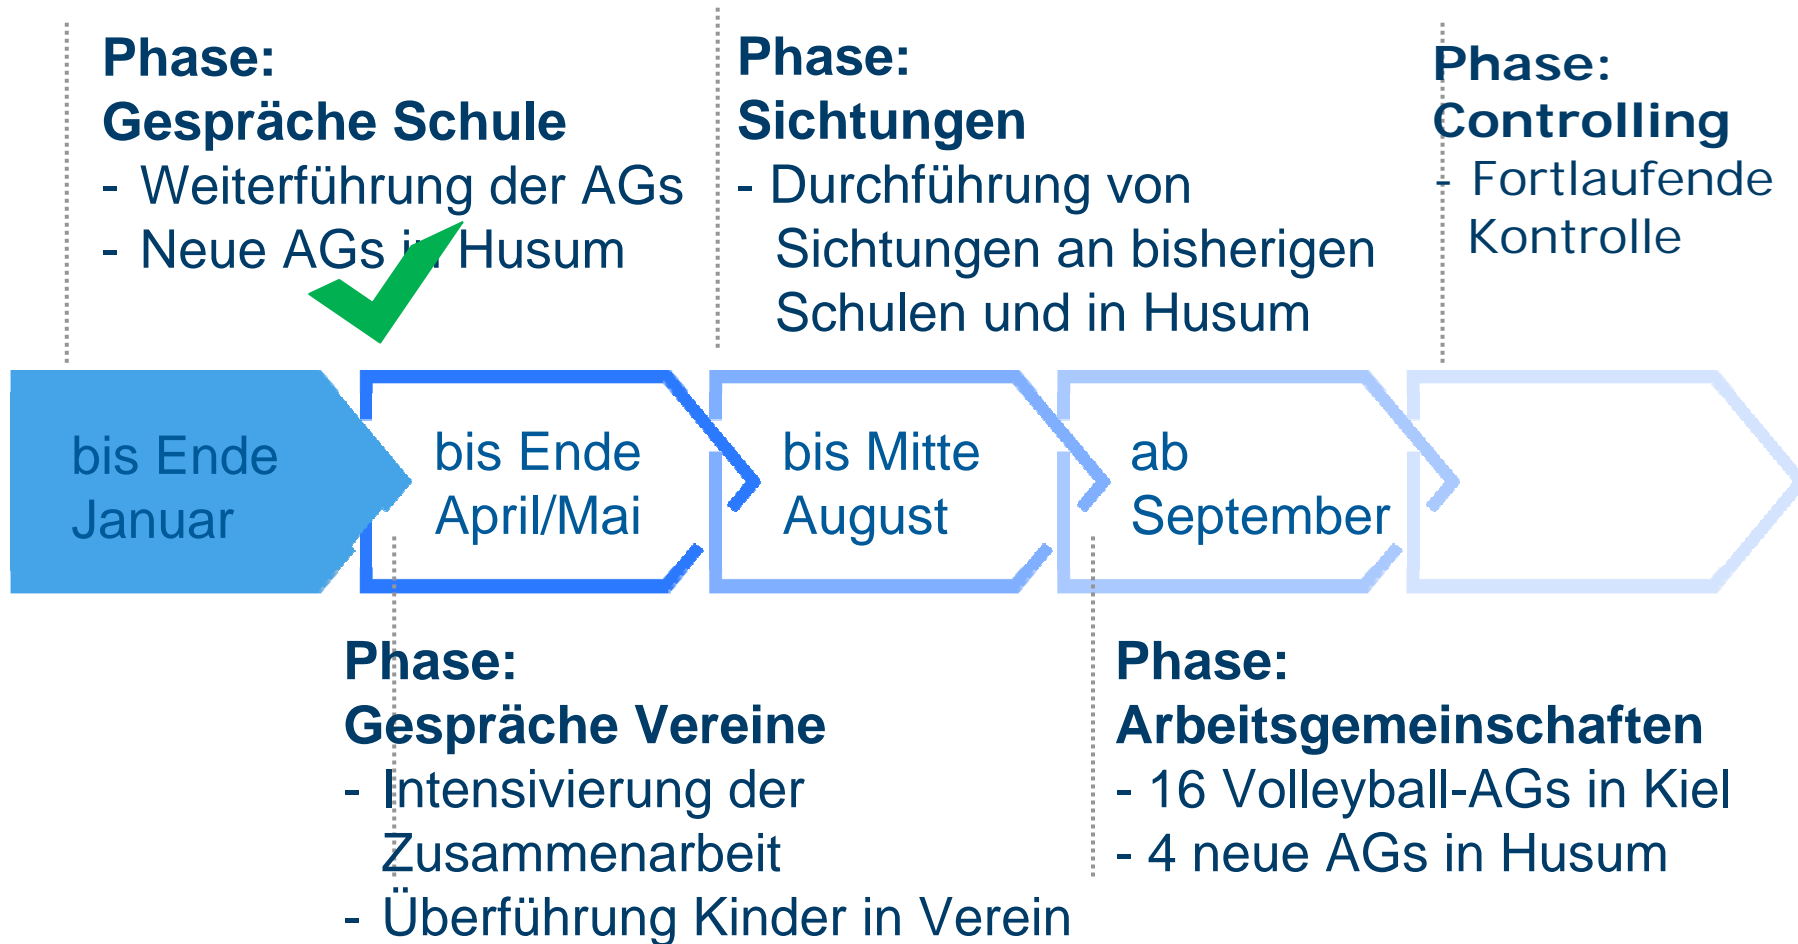 Phase:
Gespräche Schule
- Weiterführung der AGs
- Neue AGs in Husum
Phase:
Sichtungen
- Durchführung von
Sichtungen an bisherigen
Schulen und in Husum
Phase:
Controlling
- Fortlaufende
Kontrolle
bis Ende
Januar
bis Ende
April/Mai
bis Mitte
August
ab
September
Phase:
Gespräche Vereine
- Intensivierung der
Zusammenarbeit
- Überführung Kinder in Verein
Phase:
Arbeitsgemeinschaften
- 16 Volleyball-AGs in Kiel
- 4 neue AGs in Husum